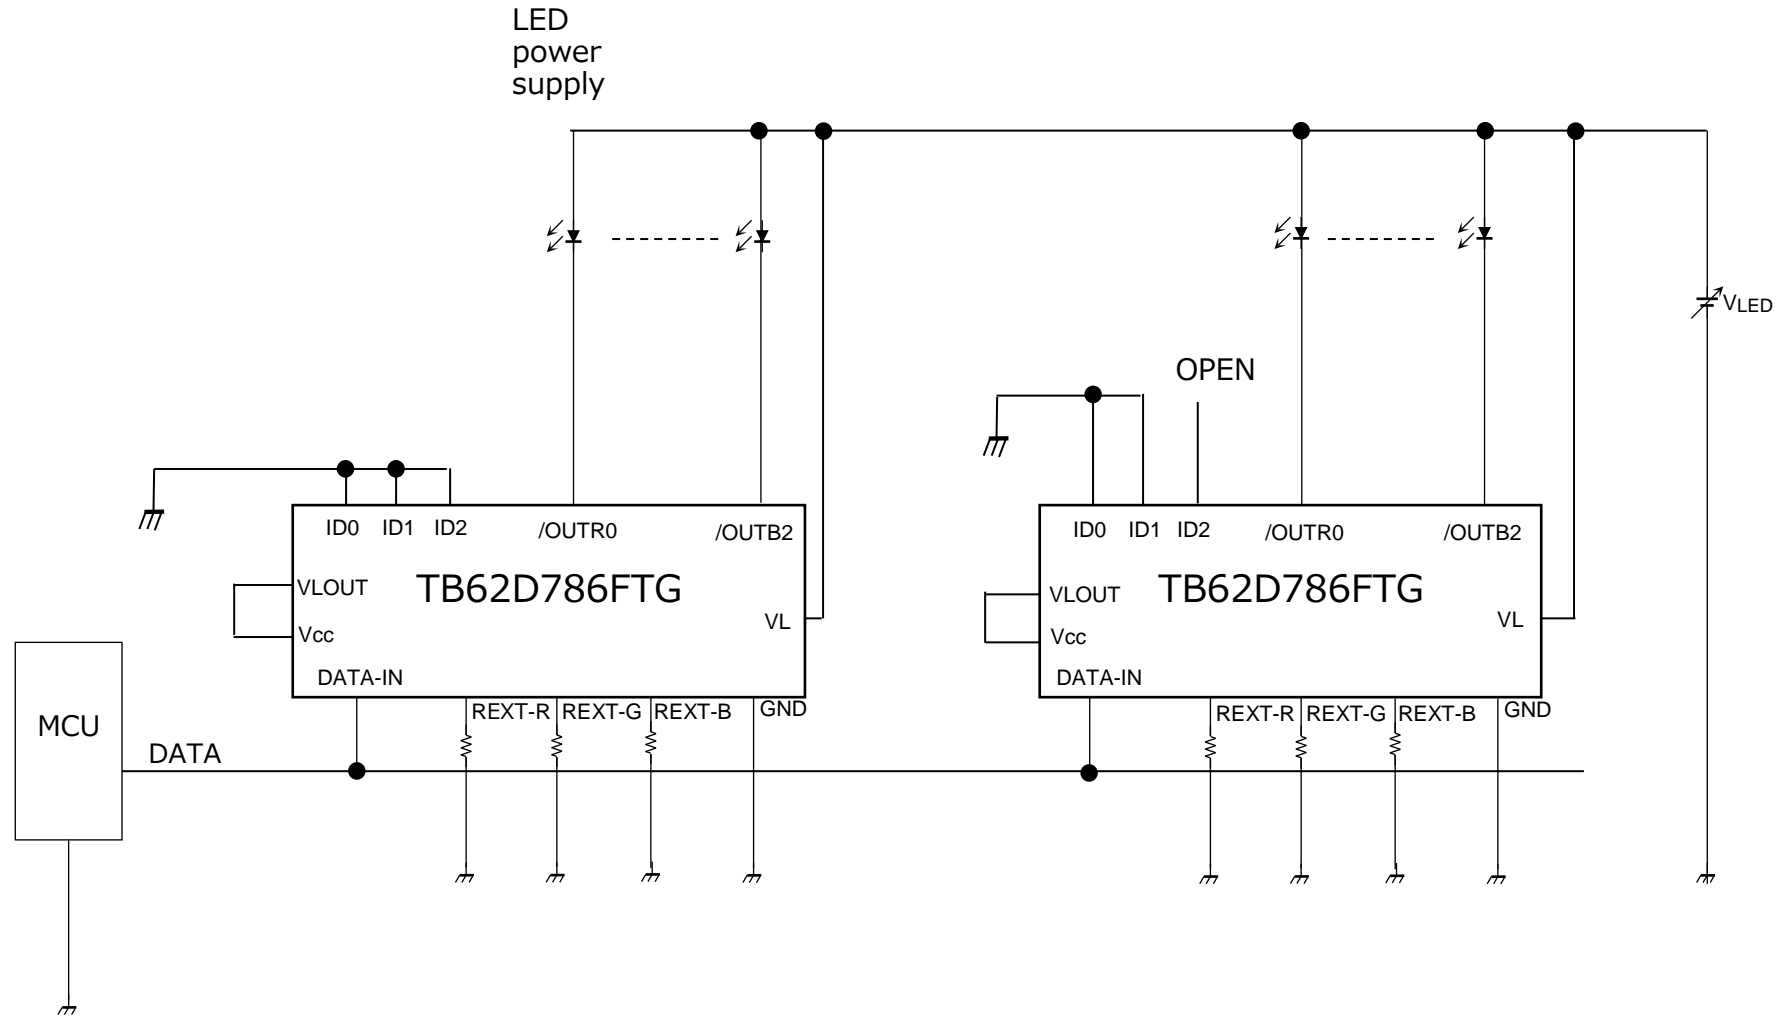 LED
power
supply
VLED
OPEN
ID0 ID1 ID2 /OUTR0 /OUTB2
VLOUT TB62D786FTG
VL
Vcc
DATA-IN
REXT-R REXT-G REXT-B GND
ID0 ID1 ID2 /OUTR0 /OUTB2
VLOUT TB62D786FTG
VL
Vcc
DATA-IN
REXT-R REXT-G REXT-B GND
MCU
DATA